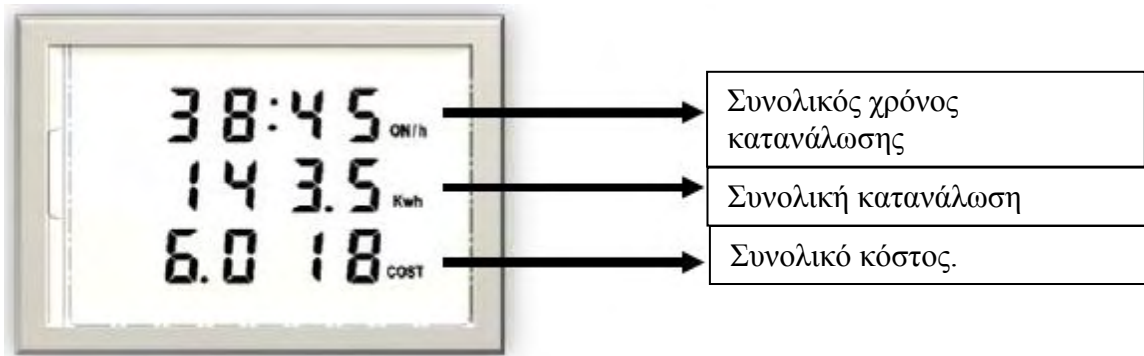 38:45 ON/h
Συνολικός χρόνος
κατανάλωσης
143.5 Kwh
Συνολική κατανάλωση
6.018 COST
Συνολικό κόστος.